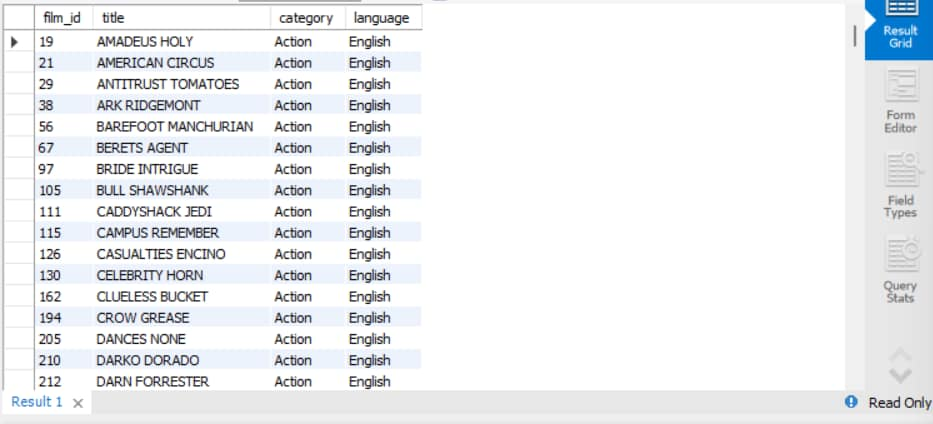 film_id title category language
19 AMADEUS HOLY Action English
21 AMERICAN CIRCUS Action English
29 ANTITRUST TOMATOES Action English
38 ARK RIDGEMONT Action English
56 BAREFOOT MANCHURIAN Action English
67 BERETS AGENT Action English
97 BRIDE INTRIGUE Action English
105 BULL SHAWSHANK Action English
111 CADDYSHACK JEDI Action English
115 CAMPUS REMEMBER Action English
126 CASUALTIES ENCINO Action English
130 CELEBRITY HORN Action English
162 CLUELESS BUCKET Action English
194 CROW GREASE Action English
205 DANCES NONE Action English
210 DARKO DORADO Action English
212 DARN FORRESTER Action English
Result 1
Result
Grid
Form
Editor
Field
Types
Query
Stats
Read Only